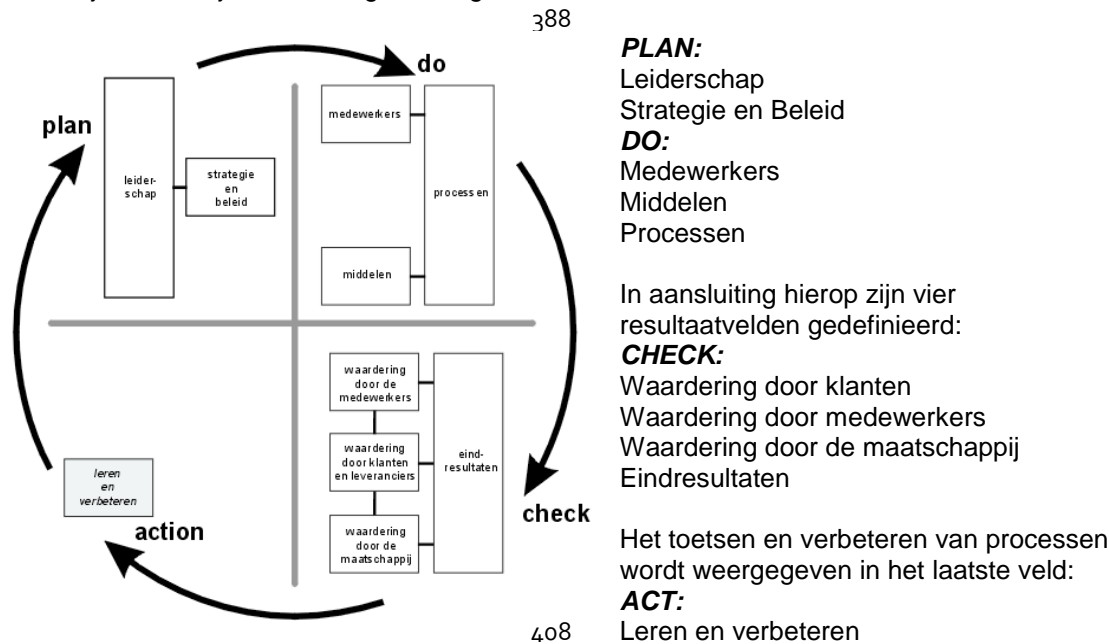 388
plan
do
leider-
schap
strategie
en
beleid
medewerkers
processen
middelen
waardering
door de
medewerkers
waardering
door klanten
en leveranciers
waardering
door de
maatschappij
eind-
resultaten
check
leren
en
verbeteren
action
408
PLAN:
Leiderschap
Strategie en Beleid
DO:
Medewerkers
Middelen
Processen
In aansluiting hierop zijn vier
resultaatvelden gedefinieerd:
CHECK:
Waardering door klanten
Waardering door medewerkers
Waardering door de maatschappij
Eindresultaten
Het toetsen en verbeteren van processen
wordt weergegeven in het laatste veld:
ACT:
Leren en verbeteren